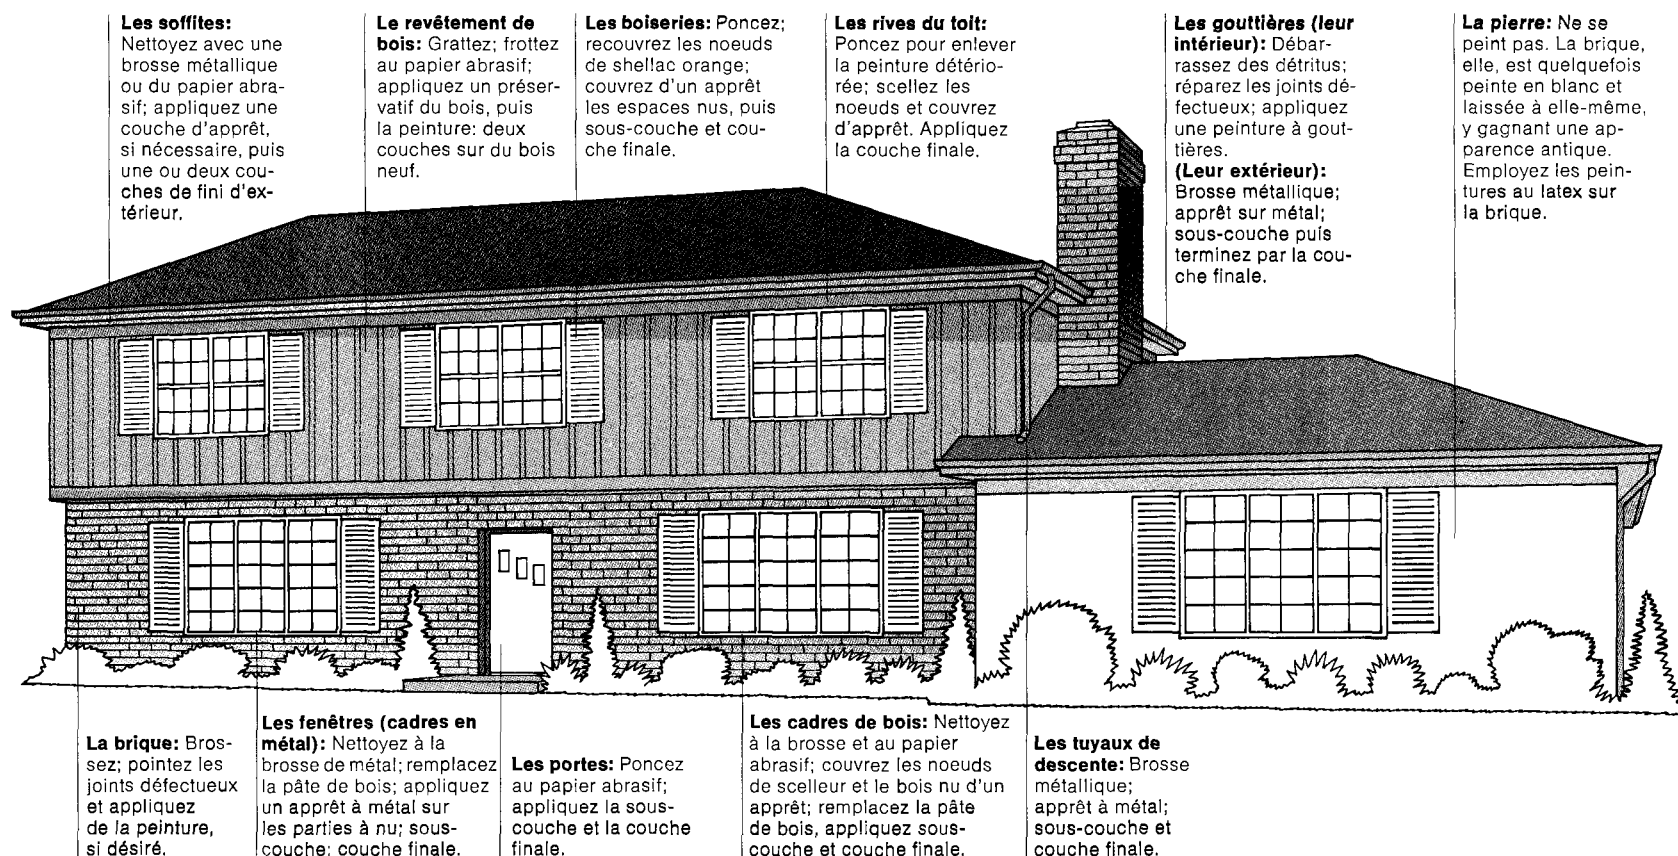 Les soffites:
Nettoyez avec une
brosse métallique
ou du papier abra-
sif; appliquez une
couche d'apprêt,
si nécessaire, puis
une ou deux cou-
ches de fini d'ex-
térieur.
Le revêtement de
bois: Grattez; frottez
au papier abrasif;
appliquez un préser-
vatif du bois, puis
la peinture: deux
couches sur du bois
neuf.
Les boiseries: Poncez;
recouvrez les noeuds
de shellac orange;
couvrez d'un apprêt
les espaces nus, puis
sous-couche et cou-
che finale.
Les rives du toit:
Poncez pour enlever
la peinture détério-
rée; scellez les
noeuds et couvrez
d'apprêt. Appliquez
la couche finale.
Les gouttières (leur
intérieur): Débar-
rassez des détritus;
réparez les joints dé-
fectueux; appliquez
une peinture à gout-
tières.
(Leur extérieur):
Brosse métallique;
apprêt sur métal;
sous-couche puis
terminez par la cou-
che finale.
La pierre: Ne se
peint pas. La brique,
elle, est quelquefois
peinte en blanc et
laissée à elle-même,
y gagnant une ap-
parence antique.
Employez les pein-
tures au latex sur
la brique.
La brique: Bros-
sez; pointez les
joints défectueux
et appliquez
de la peinture,
si désiré.
Les fenêtres (cadres en
métal): Nettoyez à la
brosse de métal; remplacez
la pâte de bois; appliquez
un apprêt à métal sur
les parties à nu; sous-
couche; couche finale.
Les portes: Poncez
au papier abrasif;
appliquez la sous-
couche et la couche
finale.
Les cadres de bois: Nettoyez
à la brosse et au papier
abrasif; couvrez les noeuds
de scelleur et le bois nu d'un
apprêt; remplacez la pâte
de bois, appliquez sous-
couche et couche finale.
Les tuyaux de
descente: Brosse
métallique;
apprêt à métal;
sous-couche et
couche finale.